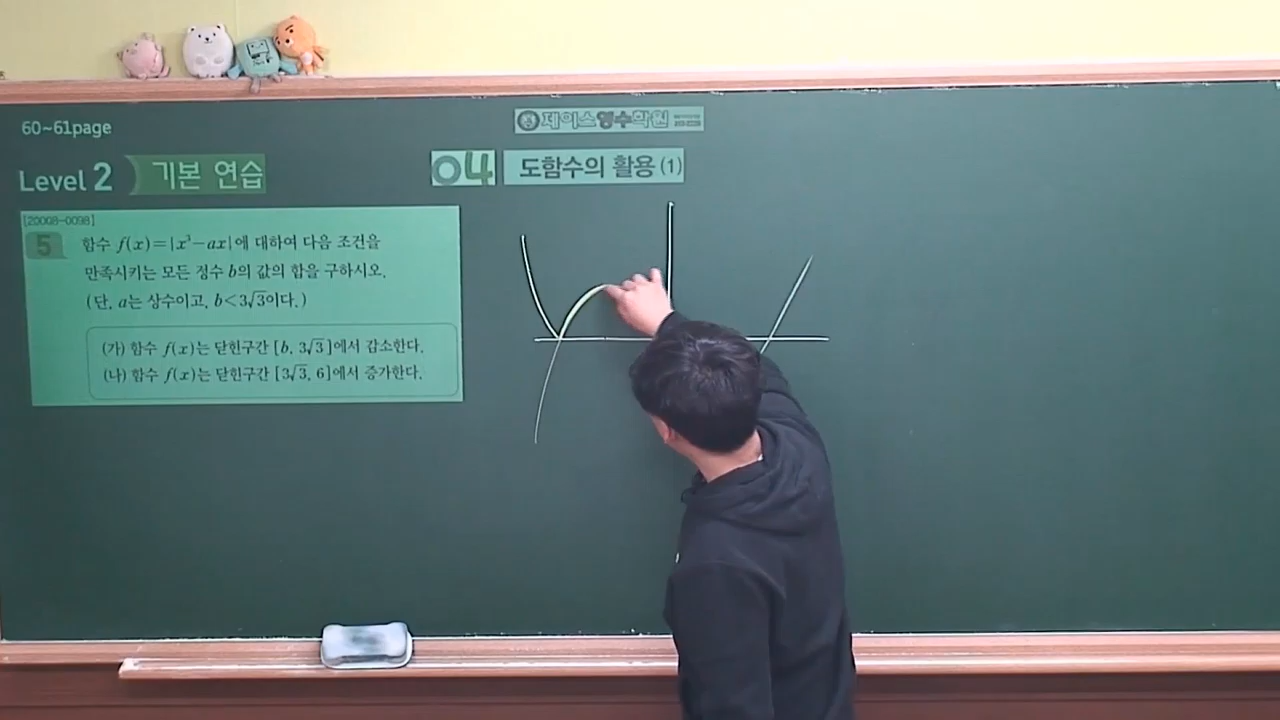 60~61page
제이스영수학원
Level 2 기본 연습
04 도함수의 활용(1)
[20008-0098]
5 함수 f(x)=|x³-ax|에 대하여 다음 조건을
만족시키는 모든 정수 b의 값의 합을 구하시오.
(단, a는 상수이고, b<3√3이다.)
(가) 함수 f(x)는 닫힌구간 [b, 3√3]에서 감소한다.
(나) 함수 f(x)는 닫힌구간 [3√3, 6]에서 증가한다.